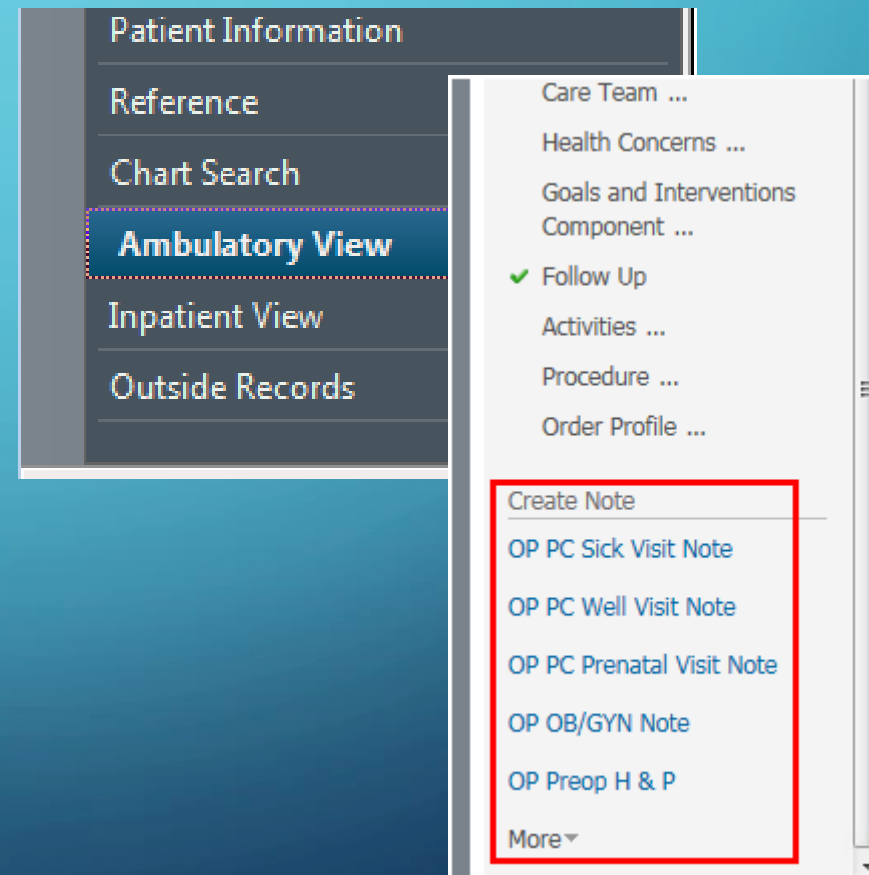 Patient Information
Reference
Chart Search
Ambulatory View
Inpatient View
Outside Records
Care Team ...
Health Concerns ...
Goals and Interventions
Component ...
Follow Up
Activities ...
Procedure ...
Order Profile ...
Create Note
OP PC Sick Visit Note
OP PC Well Visit Note
OP PC Prenatal Visit Note
OP OB/GYN Note
OP Preop H & P
More